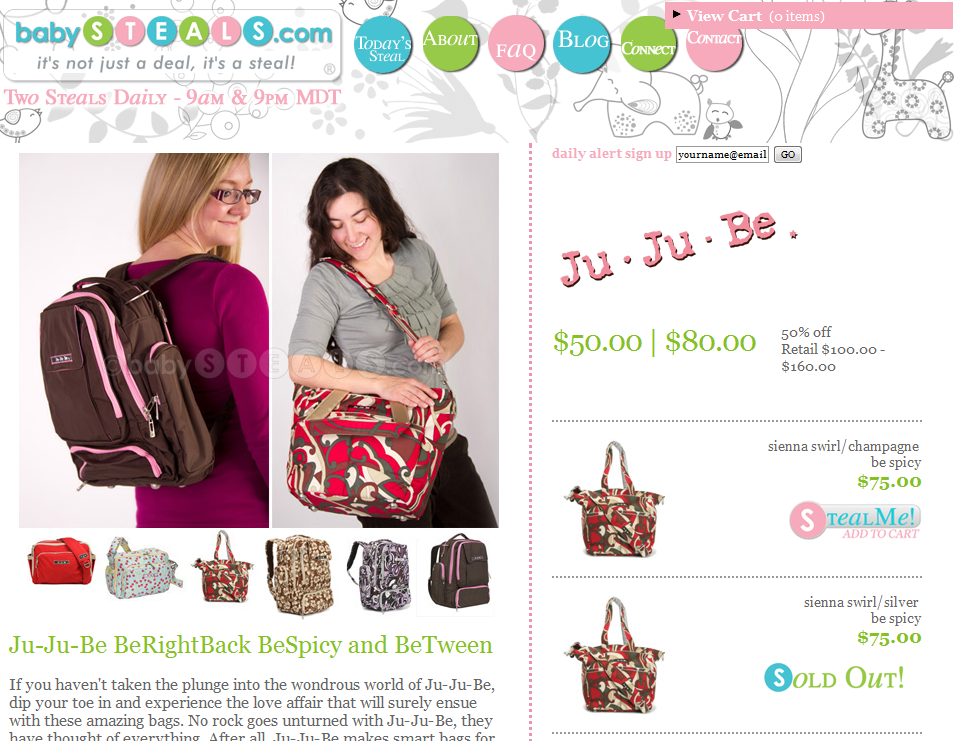 babySTEALS.com
it's not just a deal, it's a steal!
®
Two Steals Daily - 9am & 9pm MDT
Today's
Steal
About
FaQ
Blog
Connect
Contact
View Cart (0 items)
daily alert sign up yourname@email GO
©babySTEALS.com
Ju·Ju·Be.
$50.00 | $80.00
50% off
Retail $100.00 -
$160.00
sienna swirl/champagne
be spicy
$75.00
StealMe!
ADD TO CART
sienna swirl/silver
be spicy
$75.00
Sold Out!
Ju-Ju-Be BeRightBack BeSpicy and BeTween
If you haven't taken the plunge into the wondrous world of Ju-Ju-Be,
dip your toe in and experience the love affair that will surely ensue
with these amazing bags. No rock goes unturned with Ju-Ju-Be, they
have thought of everything. After all, Ju-Ju-Be makes smart bags for